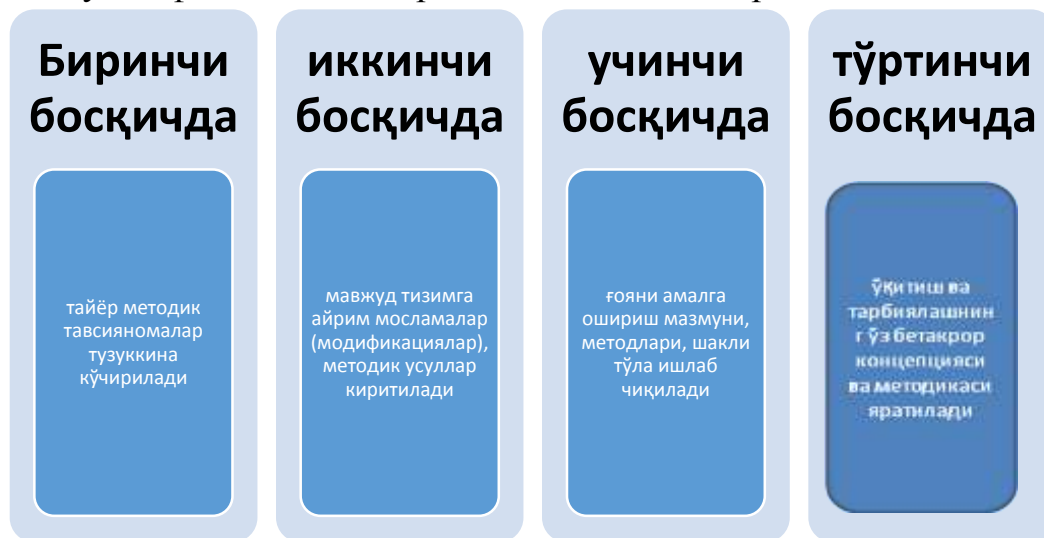 Биринчи
босқичда
тайёр методик
тавсияномалар
тузуккина
кўчирилади
иккинчи
босқичда
мавжуд тизимга
айрим мосламалар
(модификациялар),
методик усуллар
киритилади
учинчи
босқичда
ғояни амалга
ошириш мазмуни,
методлари, шакли
тўла ишлаб
чиқилади
тўртинчи
босқичда
ўқитиш ва
тарбиялашнин
г ўз бетакрор
концепцияси
ва методикаси
яратилади